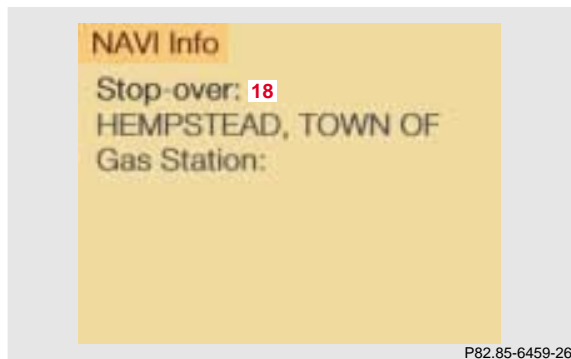 NAVI Info
Stop-over: 18
HEMPSTEAD, TOWN OF
Gas Station:
P82.85-6459-26